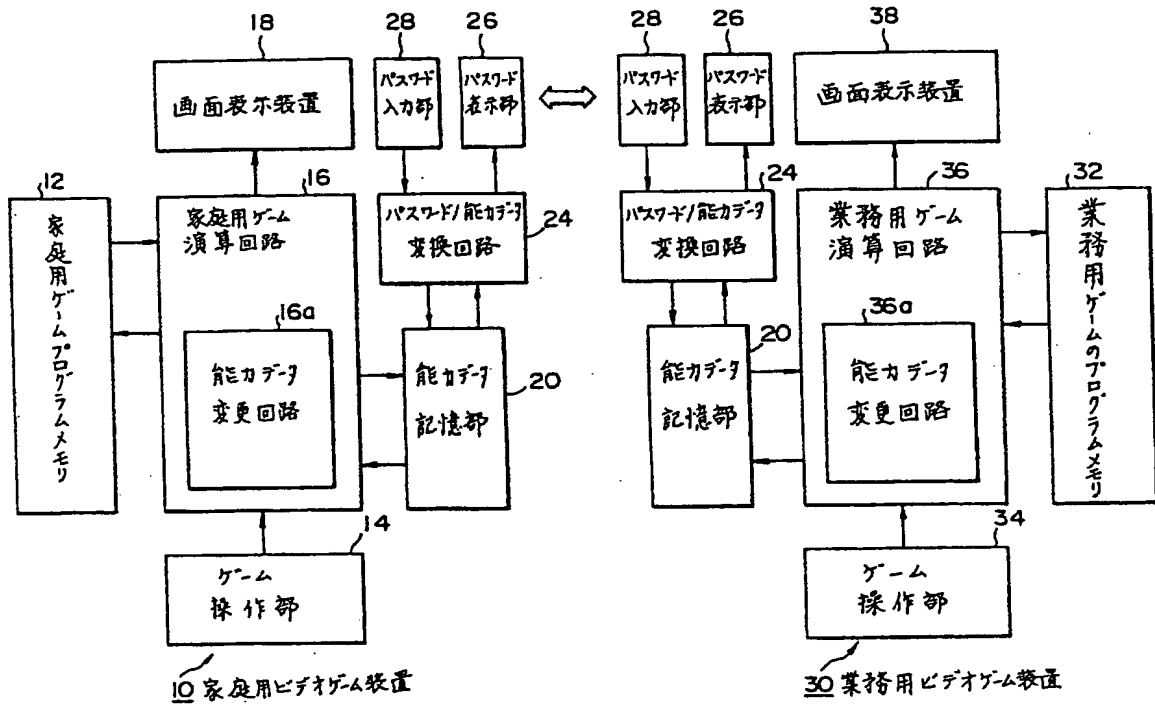 18
画面表示装置
28
パスワード
入力部
26
パスワード
表示部
12
家庭用ゲームプログラムメモリ
16
家庭用ゲーム
演算回路
16a
能力データ
変更回路
パスワード/能力データ
変換回路
24
能力データ
記憶部
20
14
ゲーム
操作部
10 家庭用ビデオゲーム装置
28
パスワード
入力部
26
パスワード
表示部
38
画面表示装置
24
パスワード/能力データ
変換回路
36
業務用ゲーム
演算回路
36a
能力データ
変更回路
32
業務用ゲームのプログラムメモリ
20
能力データ
記憶部
34
ゲーム
操作部
30 業務用ビデオゲーム装置